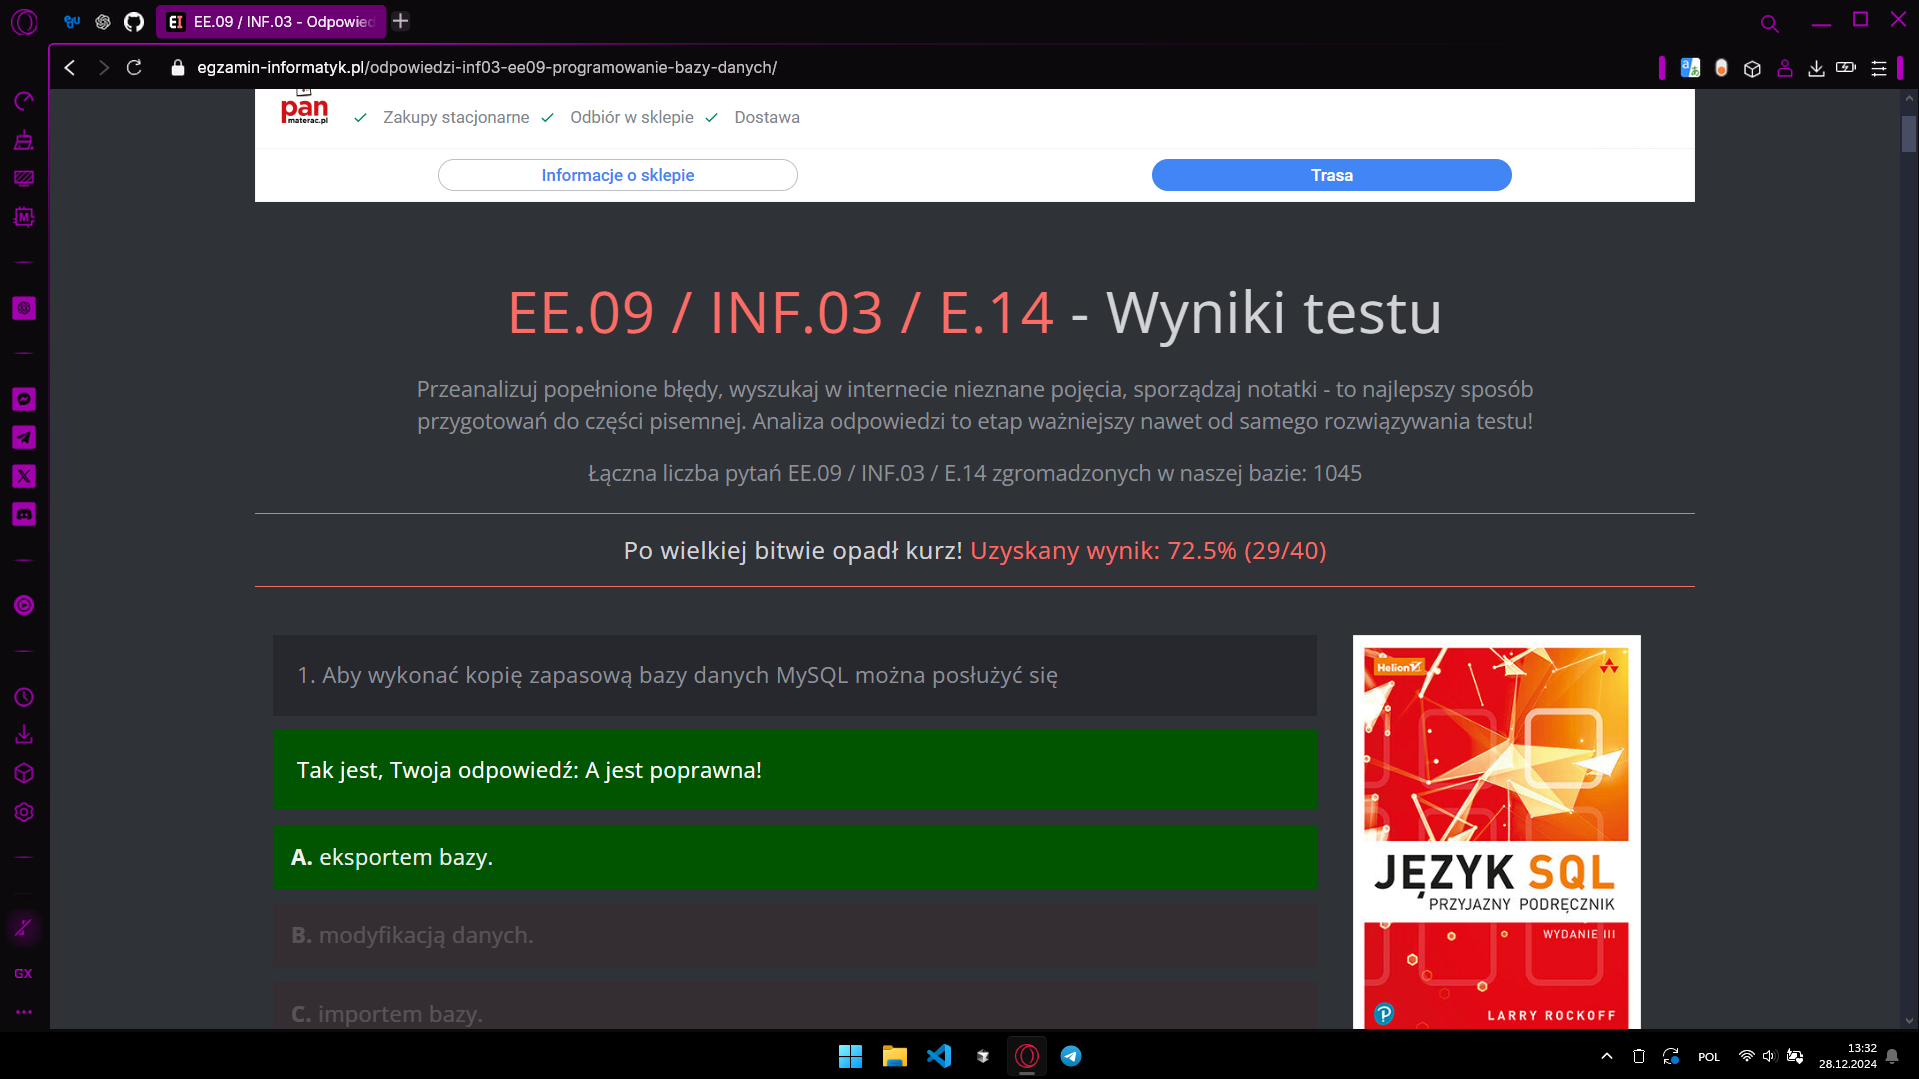 EE.09 / INF.03 - Odpowied
egzamin-informatyk.pl/odpowiedzi-inf03-ee09-programowanie-bazy-danych/
pan
materac.pl
Zakupy stacjonarne
Odbiór w sklepie
Dostawa
Informacje o sklepie
Trasa
EE.09 / INF.03 / E.14 - Wyniki testu
Przeanalizuj popełnione błędy, wyszukaj w internecie nieznane pojęcia, sporządzaj notatki - to najlepszy sposób
przygotowań do części pisemnej. Analiza odpowiedzi to etap ważniejszy nawet od samego rozwiązywania testu!
Łączna liczba pytań EE.09 / INF.03 / E.14 zgromadzonych w naszej bazie: 1045
Po wielkiej bitwie opadł kurz! Uzyskany wynik: 72.5% (29/40)
1. Aby wykonać kopię zapasową bazy danych MySQL można posłużyć się
Tak jest, Twoja odpowiedź: A jest poprawna!
A. eksportem bazy.
B. modyfikacją danych.
C. importem bazy.
Helion
JĘZYK SQL
PRZYJAZNY PODRĘCZNIK
WYDANIE III
LARRY ROCKOFF
GX
POL
13:32
28.12.2024